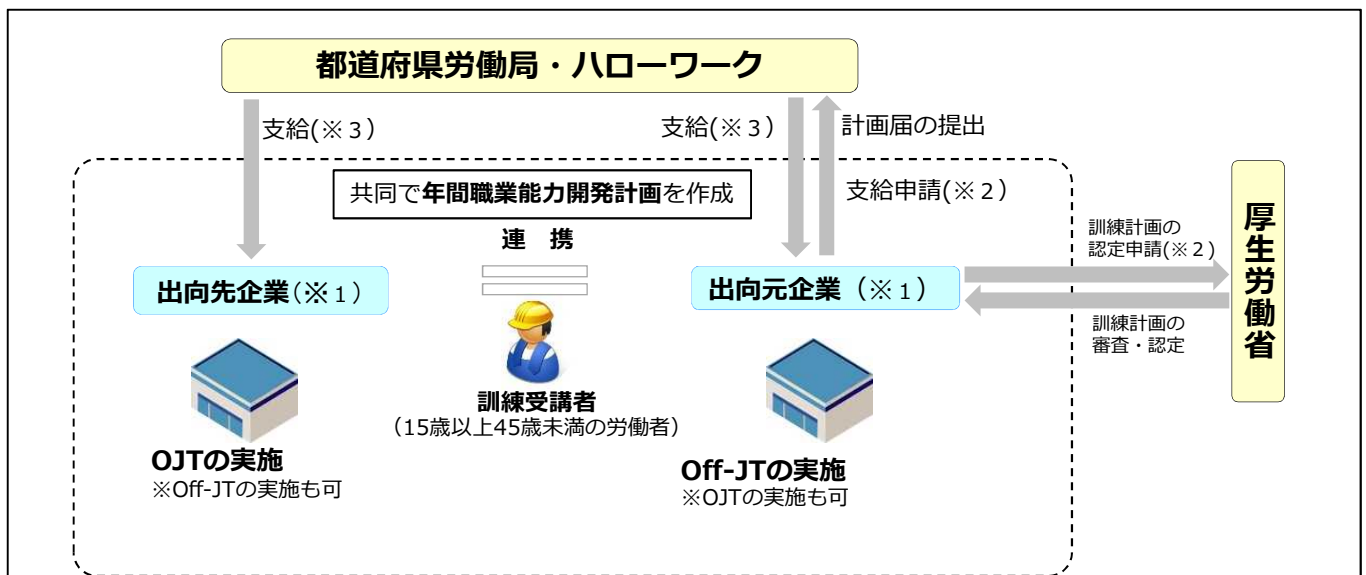 都道府県労働局・ハローワーク
支給(※３)
支給(※３)
計画届の提出
共同で年間職業能力開発計画を作成
支給申請(※２)
連 携
訓練計画の
認定申請(※２)
厚生労働省
出向先企業(※１)
出向元企業（※１）
訓練計画の
審査・認定
訓練受講者
（15歳以上45歳未満の労働者）
OJTの実施
※Off-JTの実施も可
Off-JTの実施
※OJTの実施も可